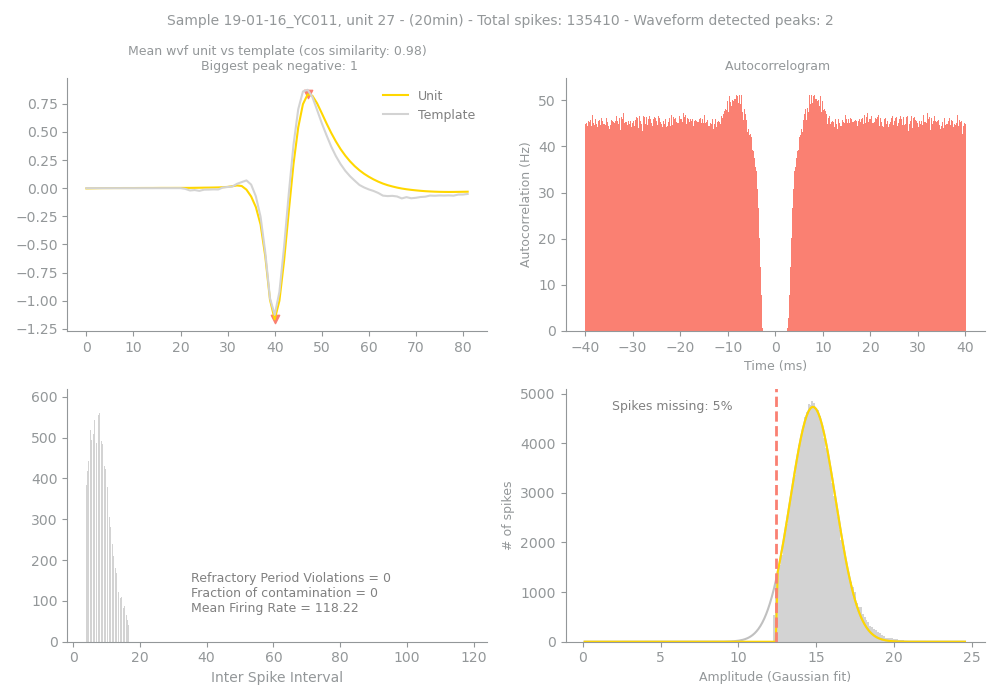 Sample 19-01-16_YC011, unit 27 - (20min) - Total spikes: 135410 - Waveform detected peaks: 2
Mean wvf unit vs template (cos similarity: 0.98)
Biggest peak negative: 1
Unit
Template
0.75
0.50
0.25
0.00
−0.25
−0.50
−0.75
−1.00
−1.25
0 10 20 30 40 50 60 70 80
Autocorrelogram
Autocorrelation (Hz)
50
40
30
20
10
0
−40 −30 −20 −10 0 10 20 30 40
Time (ms)
600
500
400
300
200
100
0
Refractory Period Violations = 0
Fraction of contamination = 0
Mean Firing Rate = 118.22
0 20 40 60 80 100 120
Inter Spike Interval
Spikes missing: 5%
# of spikes
5000
4000
3000
2000
1000
0
0 5 10 15 20 25
Amplitude (Gaussian fit)